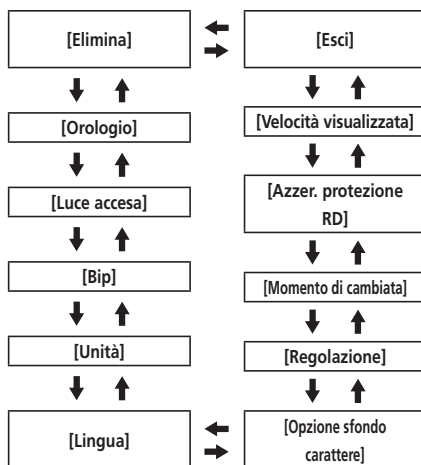 [Elimina]
[Orologio]
[Luce accesa]
[Bip]
[Unità]
[Lingua]
[Esci]
[Velocità visualizzata]
[Azzer. protezione
RD]
[Momento di cambiata]
[Regolazione]
[Opzione sfondo
carattere]